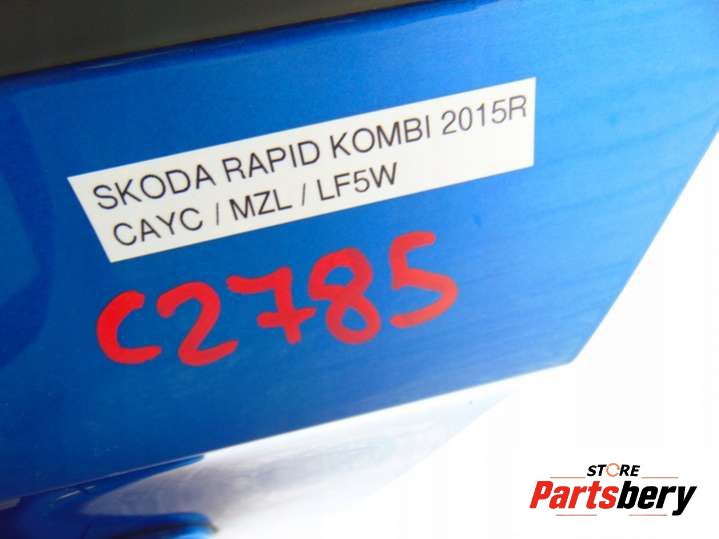 SKODA RAPID KOMBI 2015R
CAYC / MZL / LF5W
C2785
STORE
Partsbery